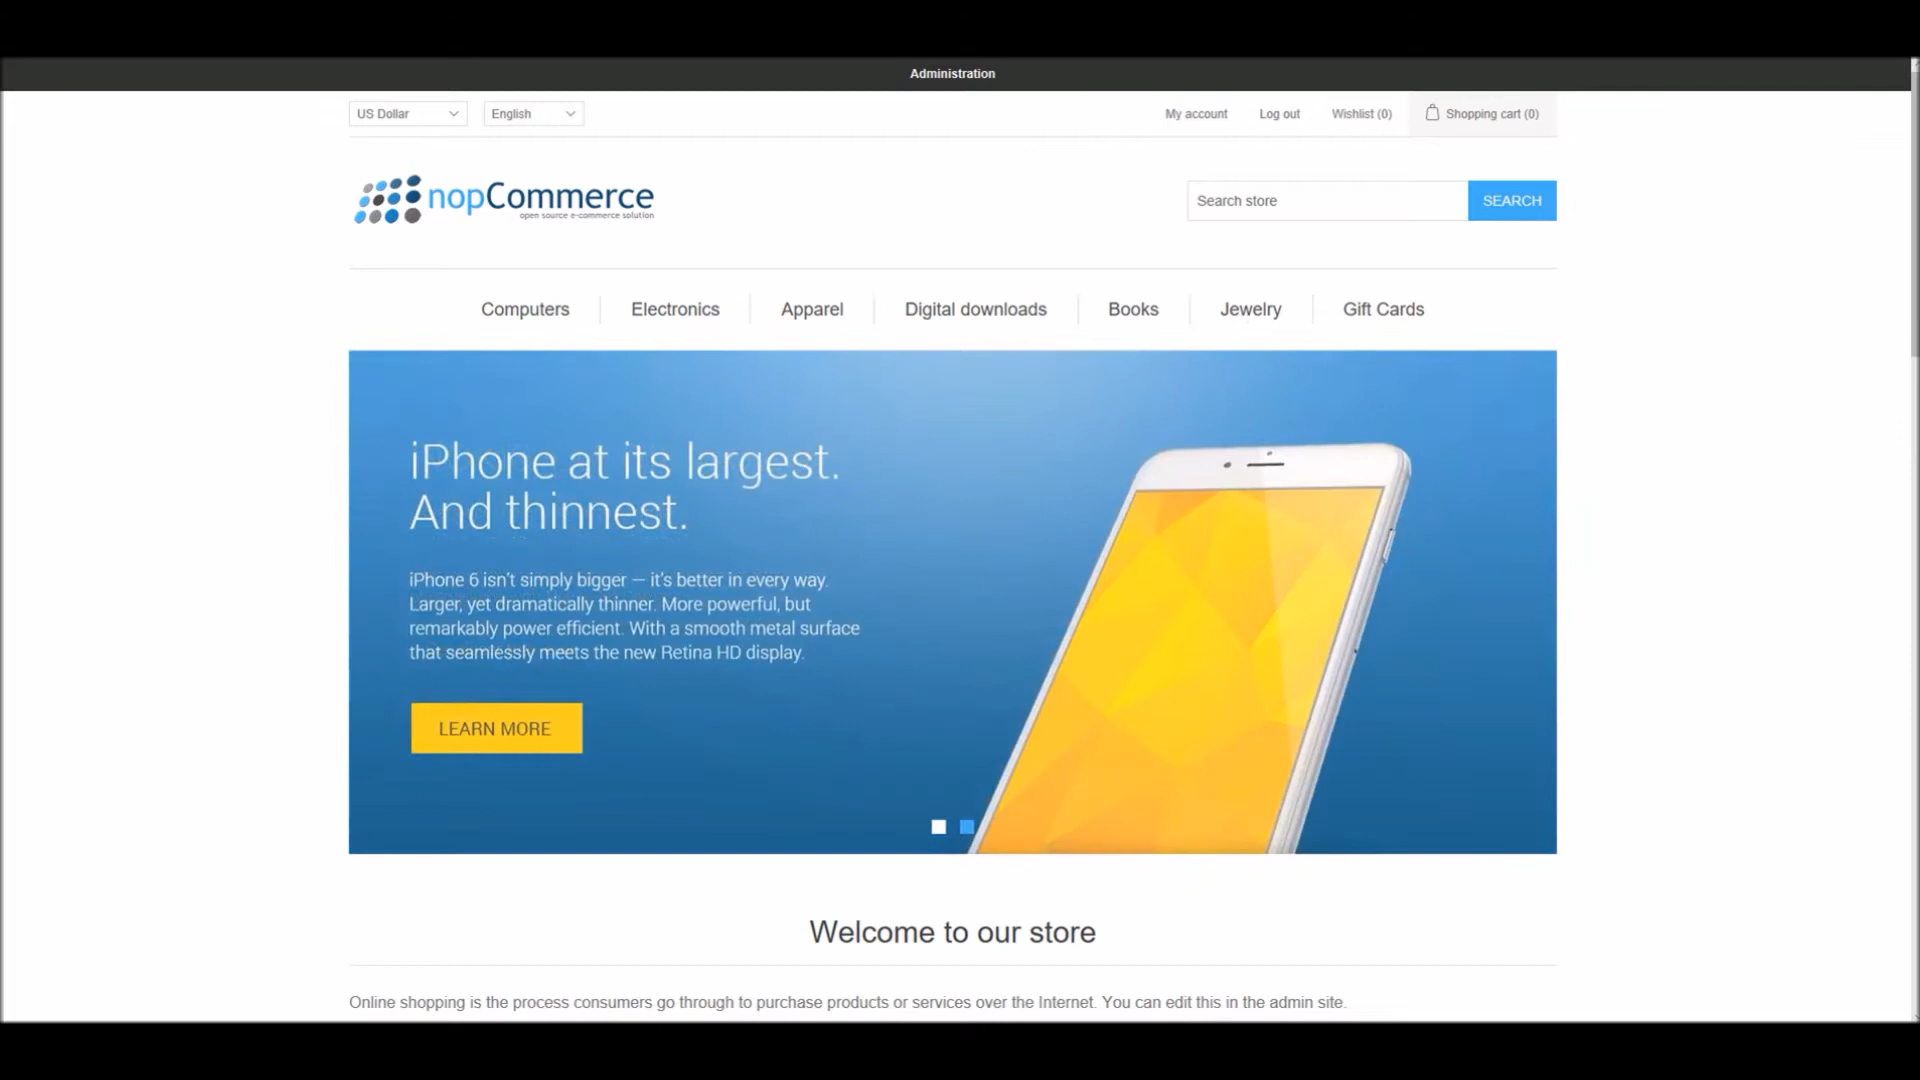 Administration
US Dollar
English
My account
Log out
Wishlist (0)
Shopping cart (0)
nopCommerce
open source e-commerce solution
Search store
SEARCH
Computers
Electronics
Apparel
Digital downloads
Books
Jewelry
Gift Cards
iPhone at its largest.
And thinnest.
iPhone 6 isn't simply bigger — it's better in every way.
Larger, yet dramatically thinner. More powerful, but
remarkably power efficient. With a smooth metal surface
that seamlessly meets the new Retina HD display.
LEARN MORE
Welcome to our store
Online shopping is the process consumers go through to purchase products or services over the Internet. You can edit this in the admin site.